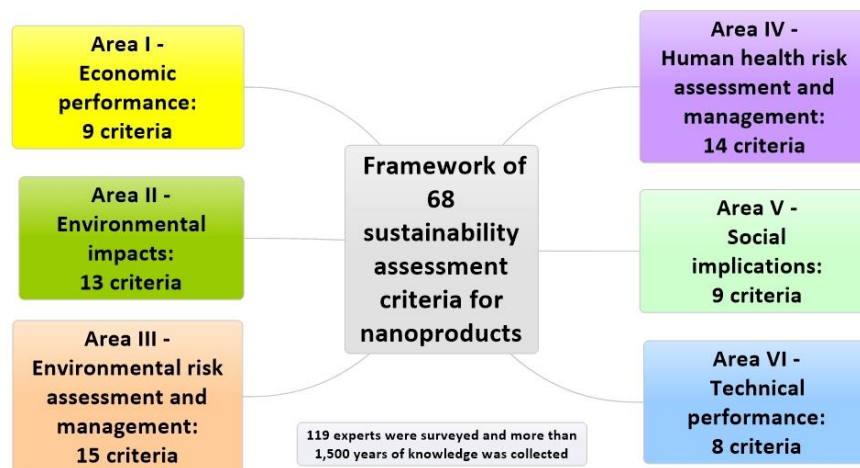 Area I -
Economic
performance:
9 criteria
Area II -
Environmental
impacts:
13 criteria
Area III -
Environmental risk
assessment and
management:
15 criteria
Framework of
68
sustainability
assessment
criteria for
nanoproducts
119 experts were surveyed and more than
1,500 years of knowledge was collected
Area IV -
Human health risk
assessment and
management:
14 criteria
Area V -
Social
implications:
9 criteria
Area VI -
Technical
performance:
8 criteria